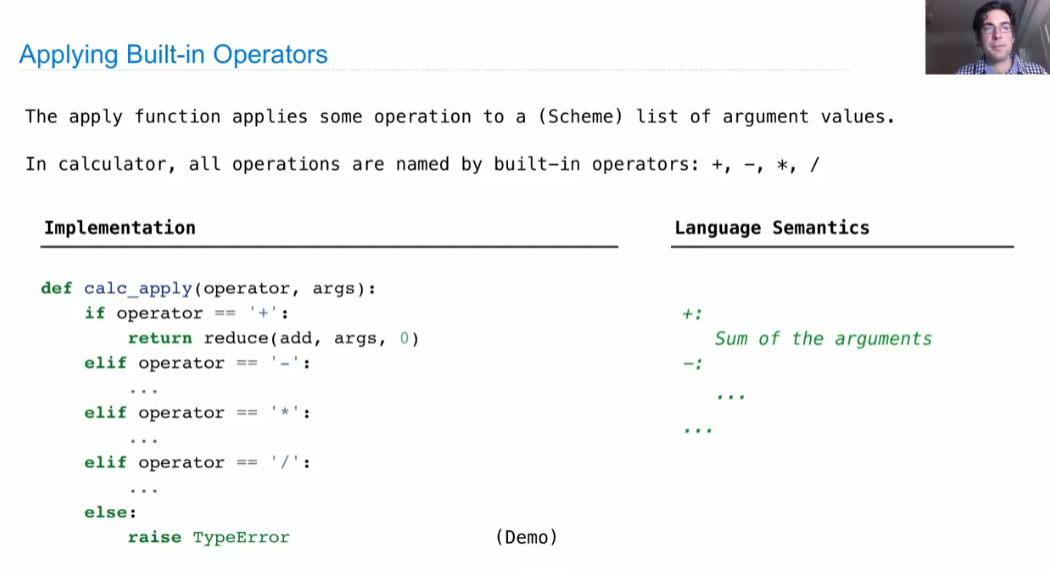 Applying Built-in Operators
The apply function applies some operation to a (Scheme) list of argument values.
In calculator, all operations are named by built-in operators: +, -, *, /
Implementation
def calc_apply(operator, args):
    if operator == '+':
        return reduce(add, args, 0)
    elif operator == '-':
        ...
    elif operator == '*':
        ...
    elif operator == '/':
        ...
    else:
        raise TypeError
(Demo)
Language Semantics
+:
    Sum of the arguments
-:
    ...
...